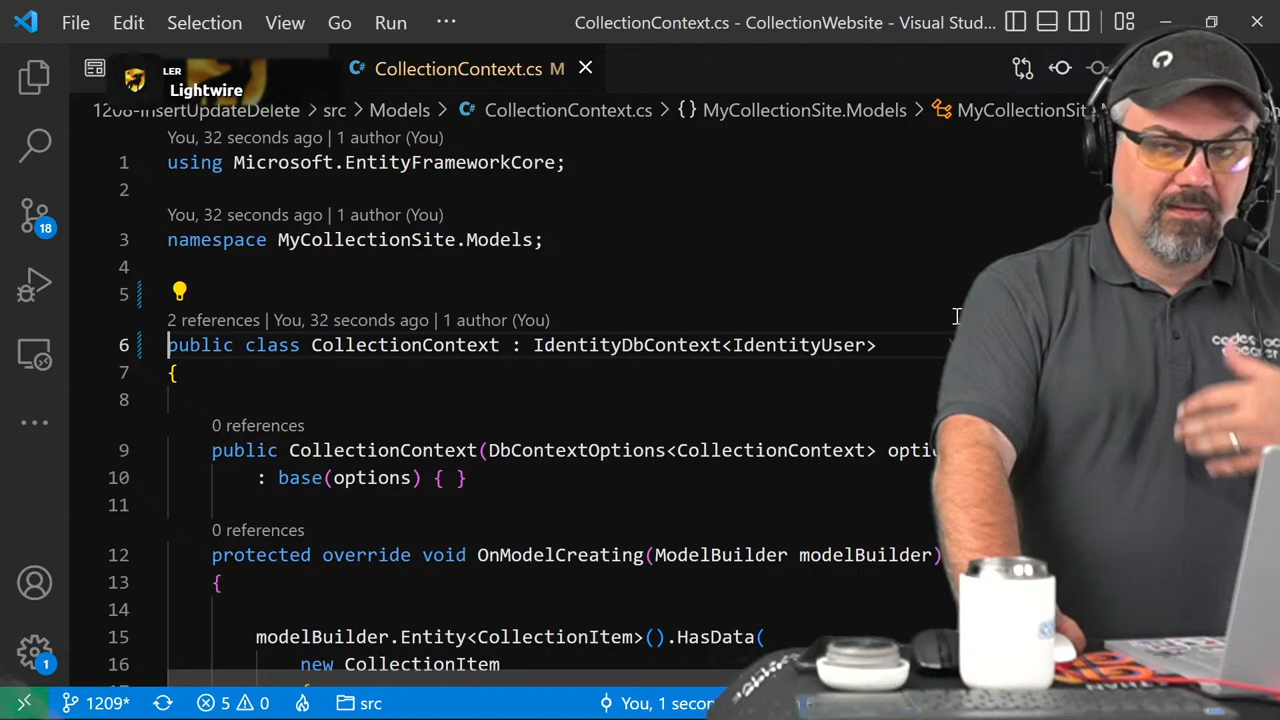 File Edit Selection View Go Run ··· CollectionContext.cs - CollectionWebsite - Visual Stud...
LER
Lightwire
C# CollectionContext.cs M
1208-InsertUpdateDelete > src > Models > C# CollectionContext.cs > {} MyCollectionSite.Models > MyCollectionSit
You, 32 seconds ago | 1 author (You)
1 using Microsoft.EntityFrameworkCore;
2
You, 32 seconds ago | 1 author (You)
3 namespace MyCollectionSite.Models;
4
5
2 references | You, 32 seconds ago | 1 author (You)
6 public class CollectionContext : IdentityDbContext<IdentityUser>
7 {
8
0 references
9 public CollectionContext(DbContextOptions<CollectionContext> optio
10 : base(options) { }
11
0 references
12 protected override void OnModelCreating(ModelBuilder modelBuilder)
13 {
14
15 modelBuilder.Entity<CollectionItem>().HasData(
16 new CollectionItem
18
1
1209* 5 0 src You, 1 secon